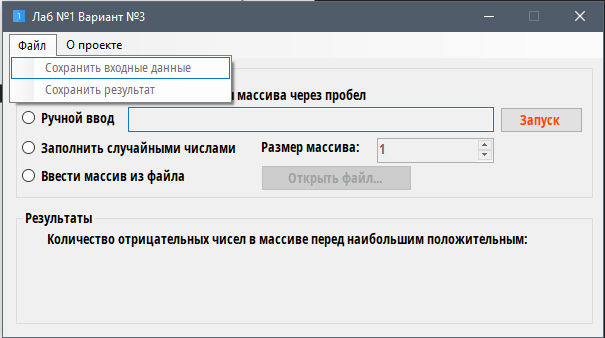 1 Лаб №1 Вариант №3
Файл О проекте
Сохранить входные данные
Сохранить результат
массива через пробел
Ручной ввод Запуск
Заполнить случайными числами Размер массива: 1
Ввести массив из файла Открыть файл...
Результаты
Количество отрицательных чисел в массиве перед наибольшим положительным: